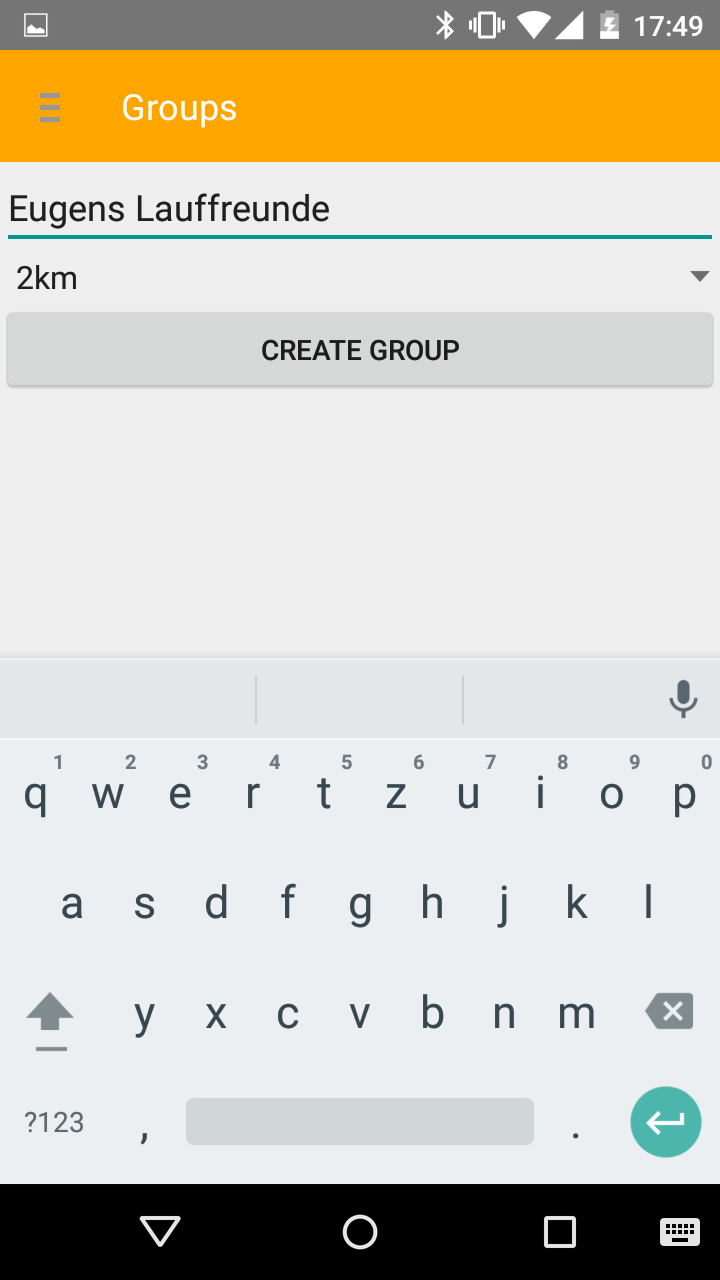 17:49
Groups
Eugens Lauffreunde
2km
CREATE GROUP
1 2 3 4 5 6 7 8 9 0
q w e r t z u i o p
a s d f g h j k l
y x c v b n m
?123 , .